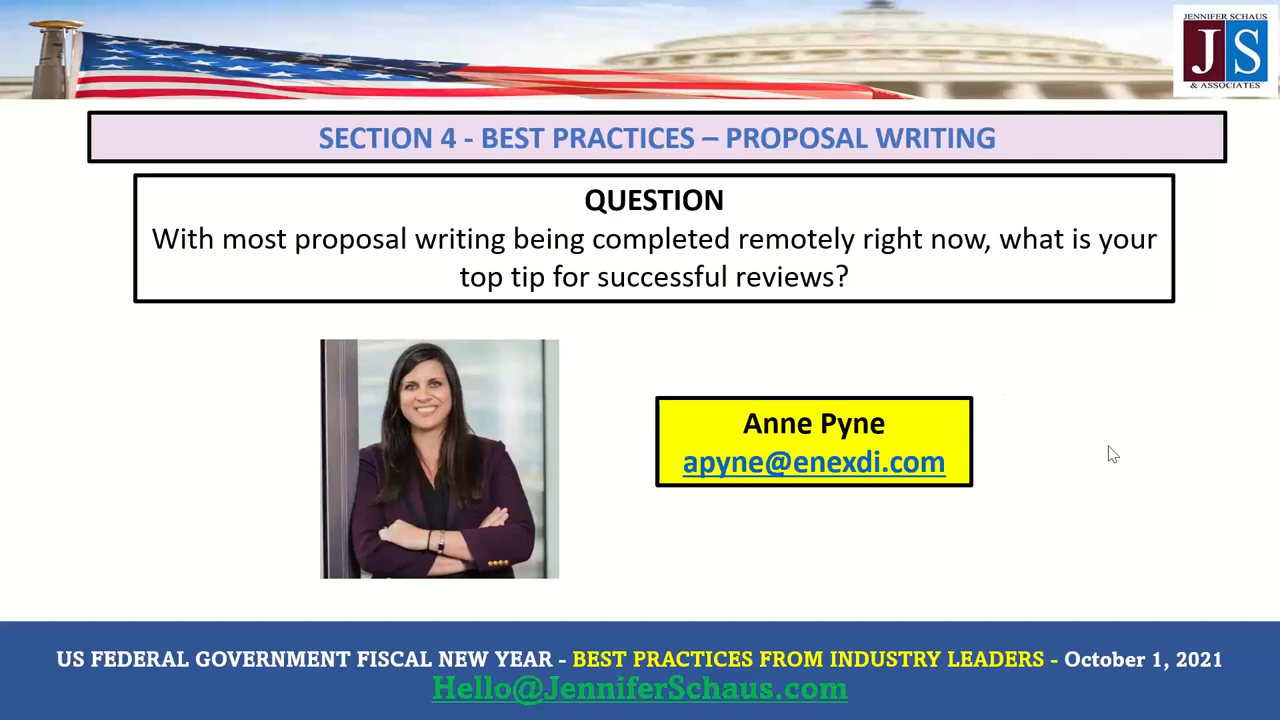 JENNIFER SCHAUS
JS
& ASSOCIATES
SECTION 4 - BEST PRACTICES – PROPOSAL WRITING
QUESTION
With most proposal writing being completed remotely right now, what is your
top tip for successful reviews?
Anne Pyne
apyne@enexdi.com
US FEDERAL GOVERNMENT FISCAL NEW YEAR - BEST PRACTICES FROM INDUSTRY LEADERS - October 1, 2021
Hello@JenniferSchaus.com